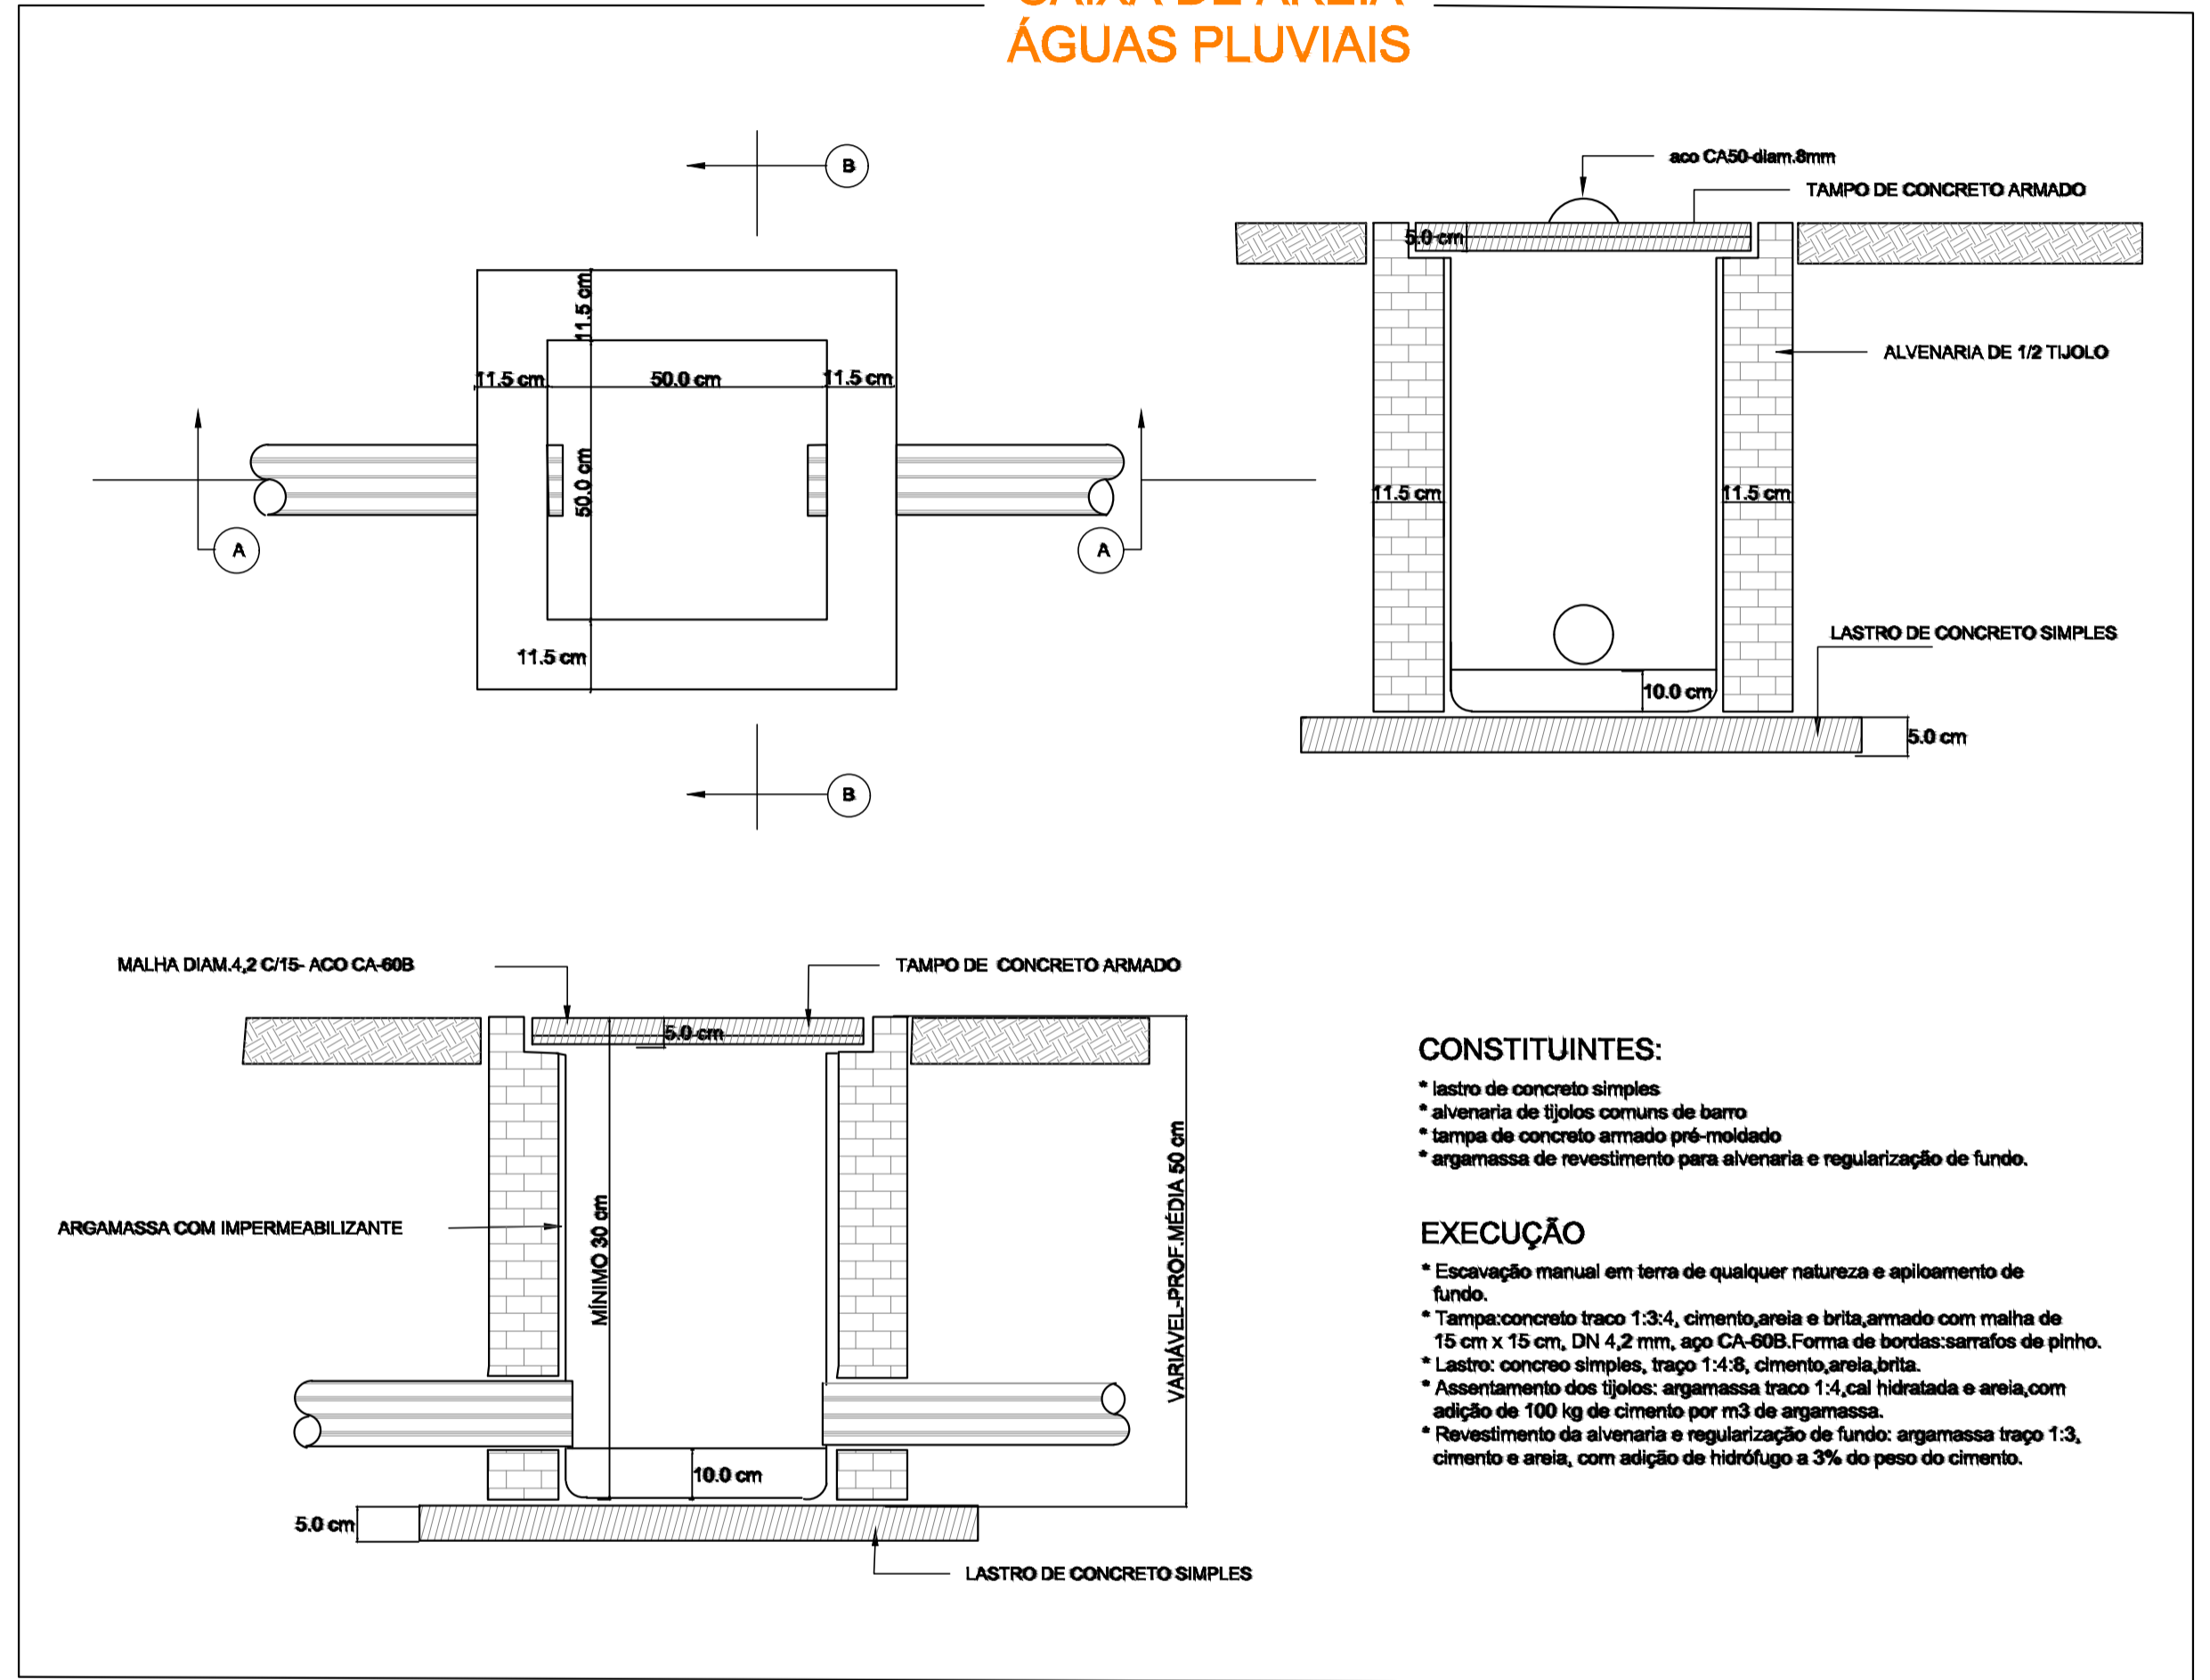 CAIXA DE AREIA
ÁGUAS PLUVIAIS
B
11.5 cm
11.5 cm
50.0 cm
11.5 cm
50.0 cm
A
A
11.5 cm
B
aco CA50-diam.8mm
TAMPO DE CONCRETO ARMADO
5.0 cm
ALVENARIA DE 1/2 TIJOLO
11.5 cm
11.5 cm
LASTRO DE CONCRETO SIMPLES
10.0 cm
5.0 cm
MALHA DIAM.4,2 C/15- ACO CA-60B
TAMPO DE CONCRETO ARMADO
5.0 cm
ARGAMASSA COM IMPERMEABILIZANTE
MÍNIMO 30 cm
VARIÁVEL-PROF.MÉDIA 50 cm
10.0 cm
5.0 cm
LASTRO DE CONCRETO SIMPLES
CONSTITUINTES:
* lastro de concreto simples
* alvenaria de tijolos comuns de barro
* tampa de concreto armado pré-moldado
* argamassa de revestimento para alvenaria e regularização de fundo.
EXECUÇÃO
* Escavação manual em terra de qualquer natureza e apiloamento de
fundo.
* Tampa:concreto traco 1:3:4, cimento,areia e brita,armado com malha de
15 cm x 15 cm, DN 4,2 mm, aço CA-60B.Forma de bordas:sarrafos de pinho.
* Lastro: concreo simples, traço 1:4:8, cimento,areia,brita.
* Assentamento dos tijolos: argamassa traco 1:4,cal hidratada e areia,com
adição de 100 kg de cimento por m3 de argamassa.
* Revestimento da alvenaria e regularização de fundo: argamassa traço 1:3,
cimento e areia, com adição de hidrófugo a 3% do peso do cimento.